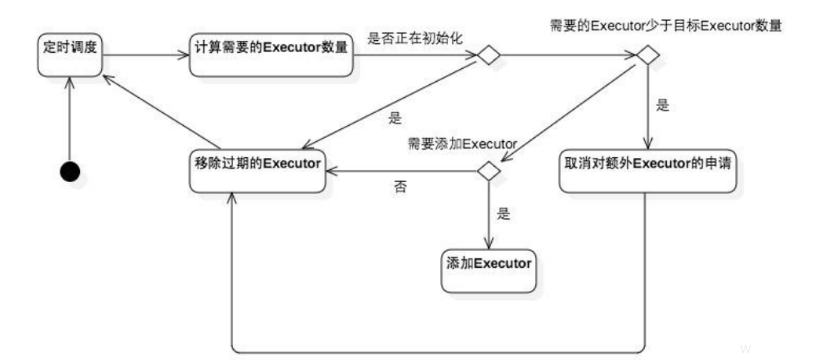 需要的Executor少于目标Executor数量
定时调度
计算需要的Executor数量
是否正在初始化
是
是
需要添加Executor
移除过期的Executor
否
取消对额外Executor的申请
是
添加Executor
W